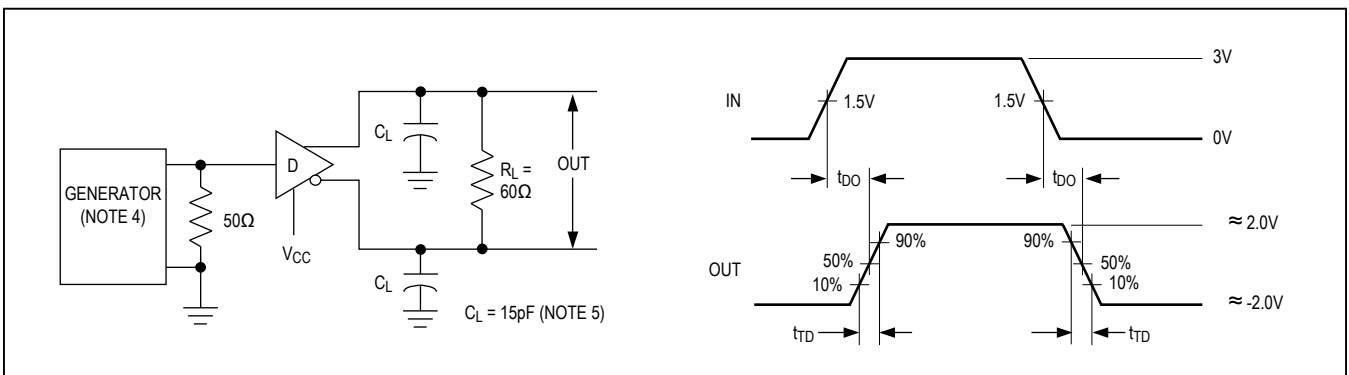 GENERATOR
(NOTE 4)
50Ω
D
VCC
CL
CL
RL =
60Ω
OUT
CL = 15pF (NOTE 5)
IN
1.5V
1.5V
3V
0V
tDO
tDO
OUT
90%
50%
10%
90%
50%
10%
≈ 2.0V
≈ -2.0V
tTD
tTD